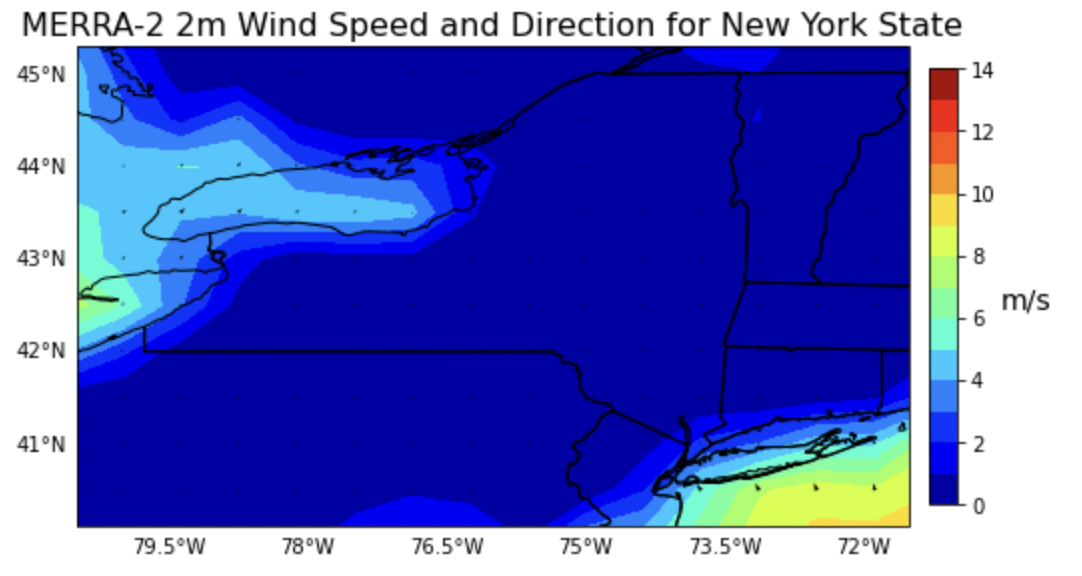 MERRA-2 2m Wind Speed and Direction for New York State
45°N
44°N
43°N
42°N
41°N
79.5°W 78°W 76.5°W 75°W 73.5°W 72°W
14
12
10
8
6
4
2
0
m/s